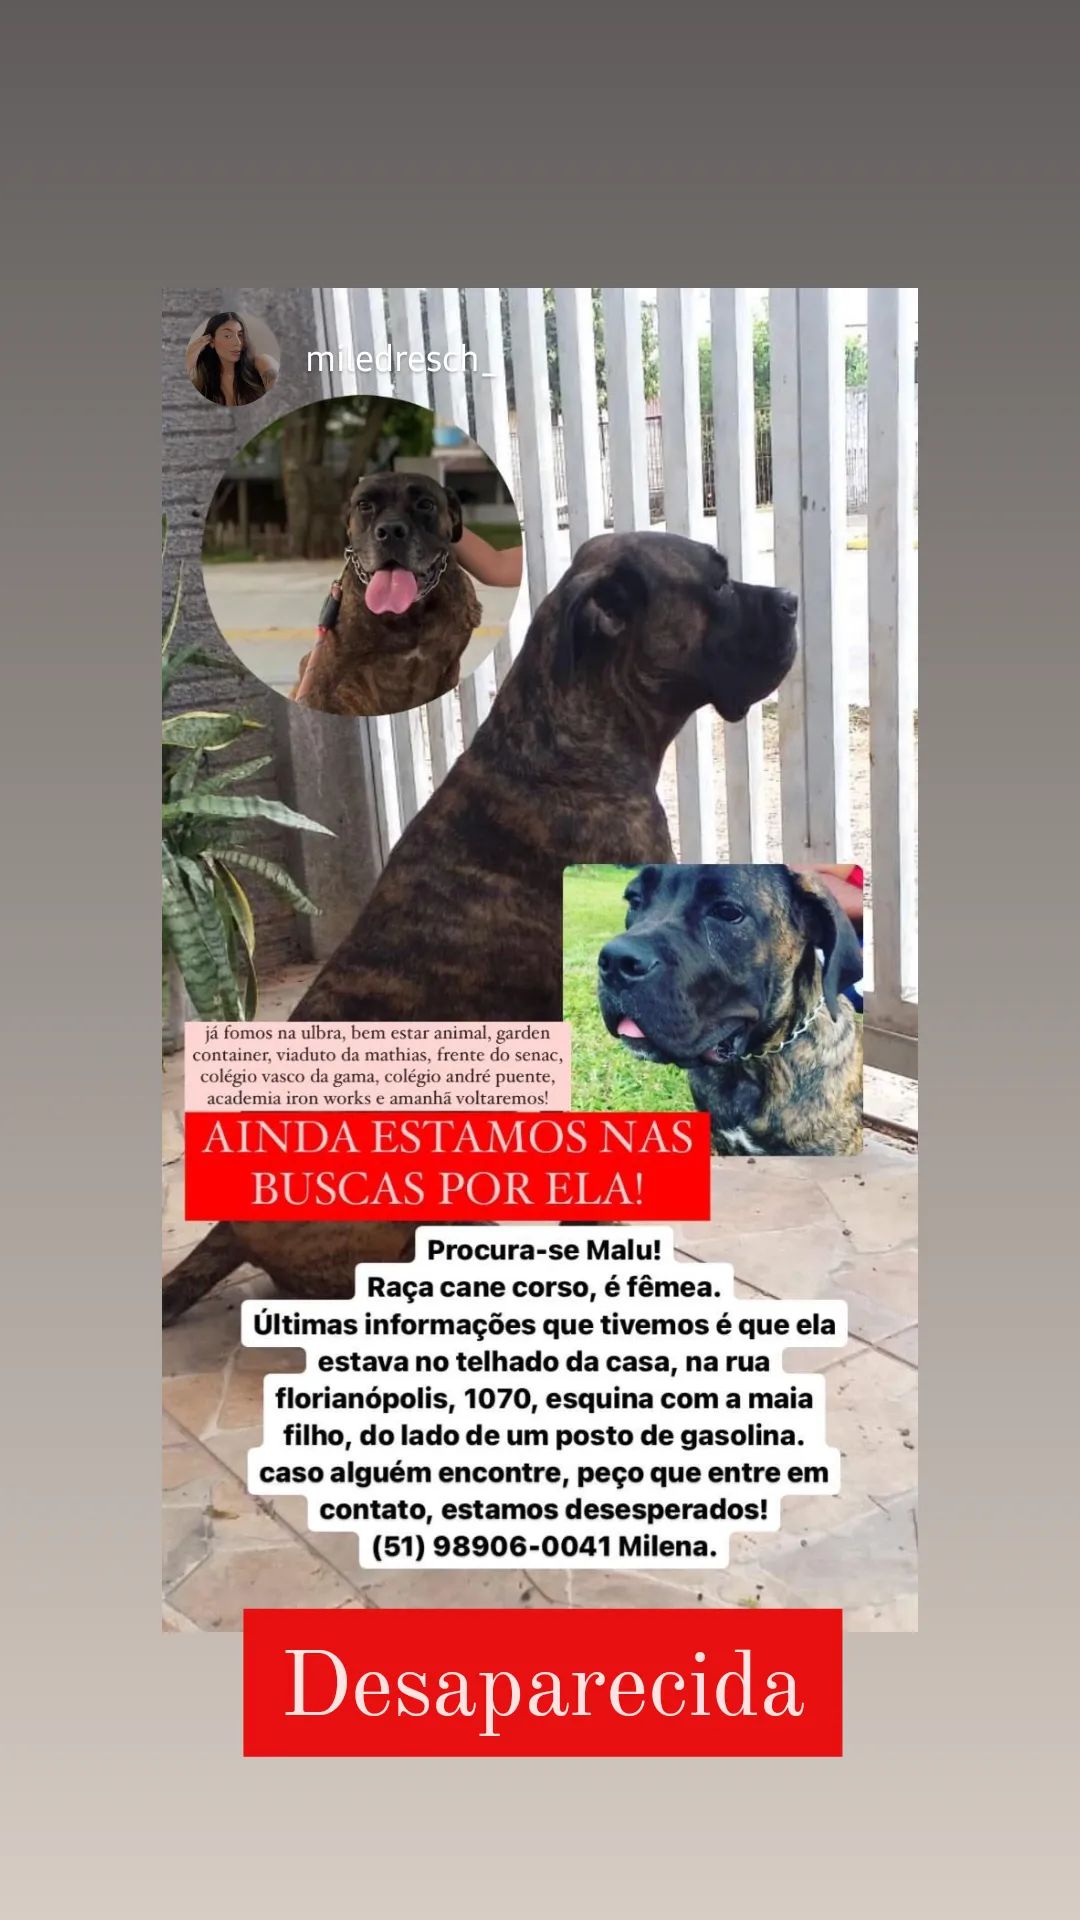 miledresch_
já fomos na ulbra, bem estar animal, garden
container, viaduto da mathias, frente do senac,
colégio vasco da gama, colégio andré puente,
academia iron works e amanhã voltaremos!
AINDA ESTAMOS NAS
BUSCAS POR ELA!
Procura-se Malu!
Raça cane corso, é fêmea.
Últimas informações que tivemos é que ela
estava no telhado da casa, na rua
florianópolis, 1070, esquina com a maia
filho, do lado de um posto de gasolina.
caso alguém encontre, peço que entre em
contato, estamos desesperados!
(51) 98906-0041 Milena.
Desaparecida